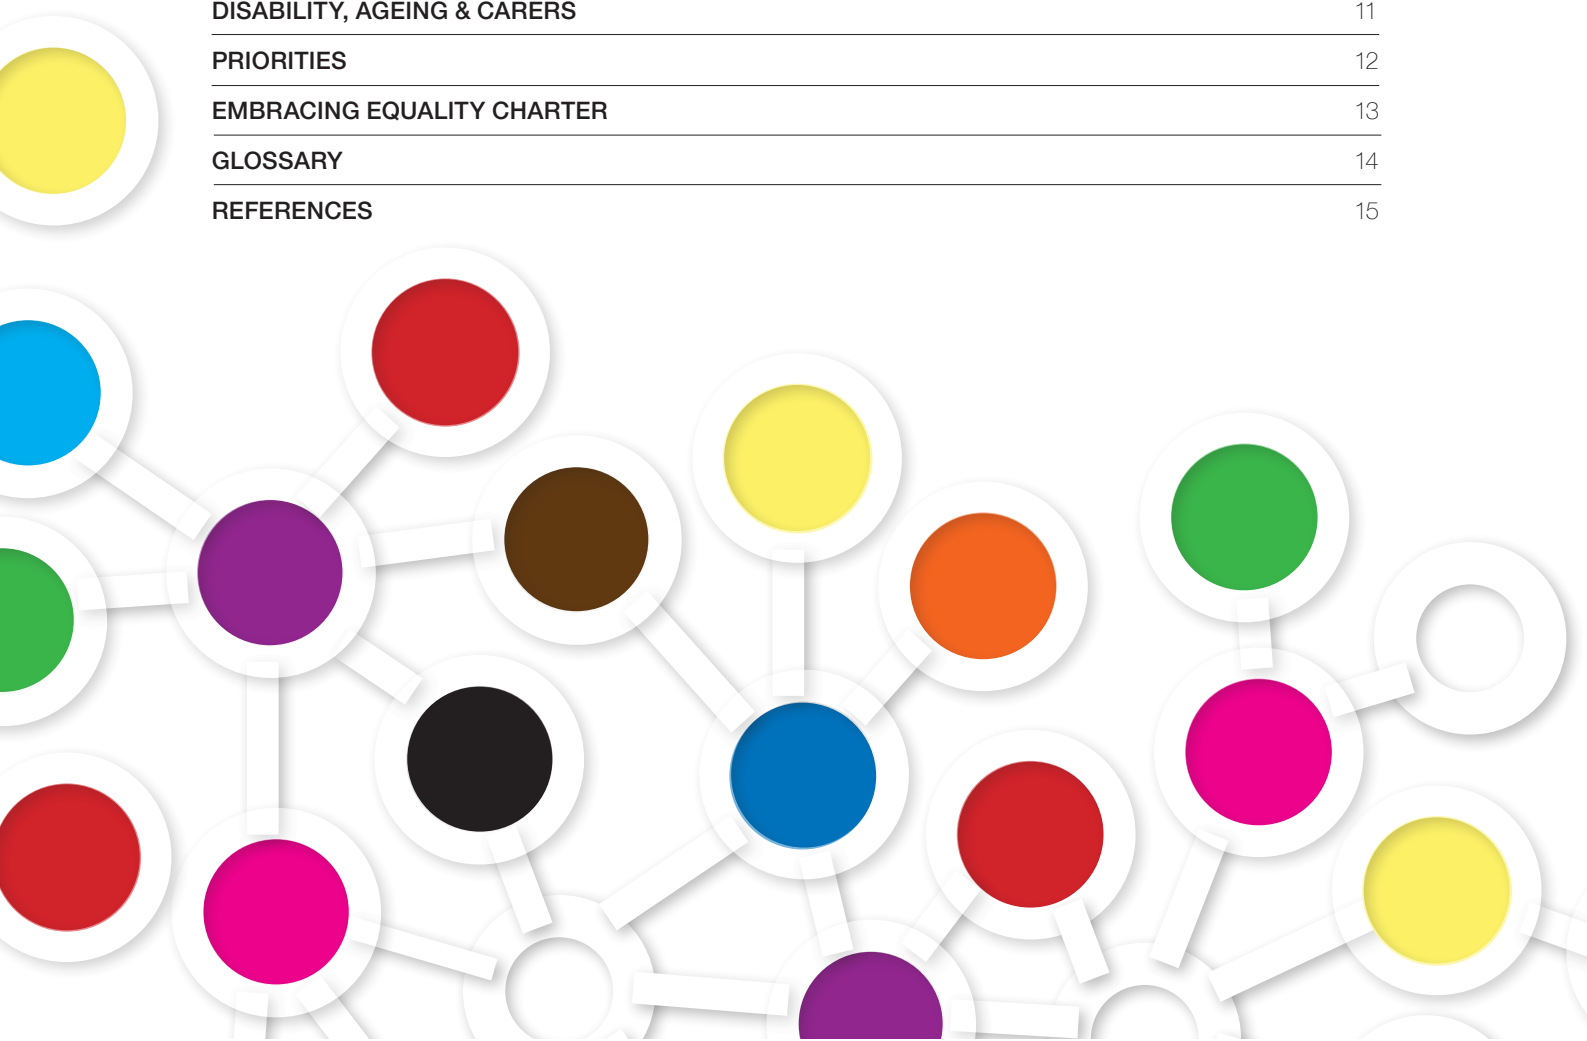 DISABILITY, AGEING & CARERS 11
PRIORITIES 12
EMBRACING EQUALITY CHARTER 13
GLOSSARY 14
REFERENCES 15